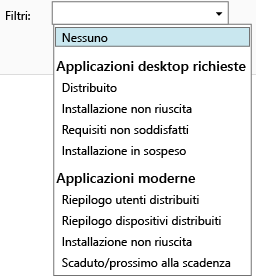 Filtri:
Nessuno
Applicazioni desktop richieste
Distribuito
Installazione non riuscita
Requisiti non soddisfatti
Installazione in sospeso
Applicazioni moderne
Riepilogo utenti distribuiti
Riepilogo dispositivi distribuiti
Installazione non riuscita
Scaduto/prossimo alla scadenza